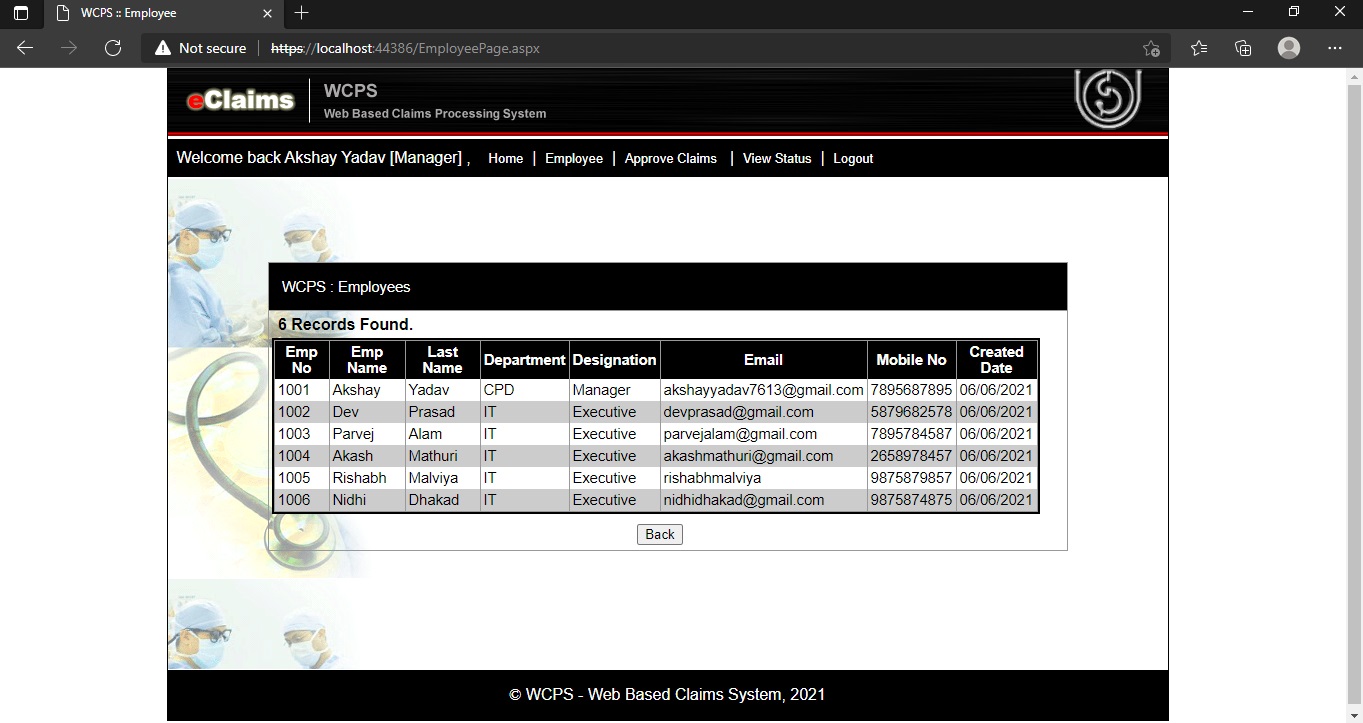 WCPS :: Employee
Not secure https://localhost:44386/EmployeePage.aspx
eClaims
WCPS
Web Based Claims Processing System
Welcome back Akshay Yadav [Manager] , Home | Employee | Approve Claims | View Status | Logout
WCPS : Employees
6 Records Found.
Emp No Emp Name Last Name Department Designation Email Mobile No Created Date
1001 Akshay Yadav CPD Manager akshayyadav7613@gmail.com 7895687895 06/06/2021
1002 Dev Prasad IT Executive devprasad@gmail.com 5879682578 06/06/2021
1003 Parvej Alam IT Executive parvejalam@gmail.com 7895784587 06/06/2021
1004 Akash Mathuri IT Executive akashmathuri@gmail.com 2658978457 06/06/2021
1005 Rishabh Malviya IT Executive rishabhmalviya 9875879857 06/06/2021
1006 Nidhi Dhakad IT Executive nidhidhakad@gmail.com 9875874875 06/06/2021
Back
© WCPS - Web Based Claims System, 2021